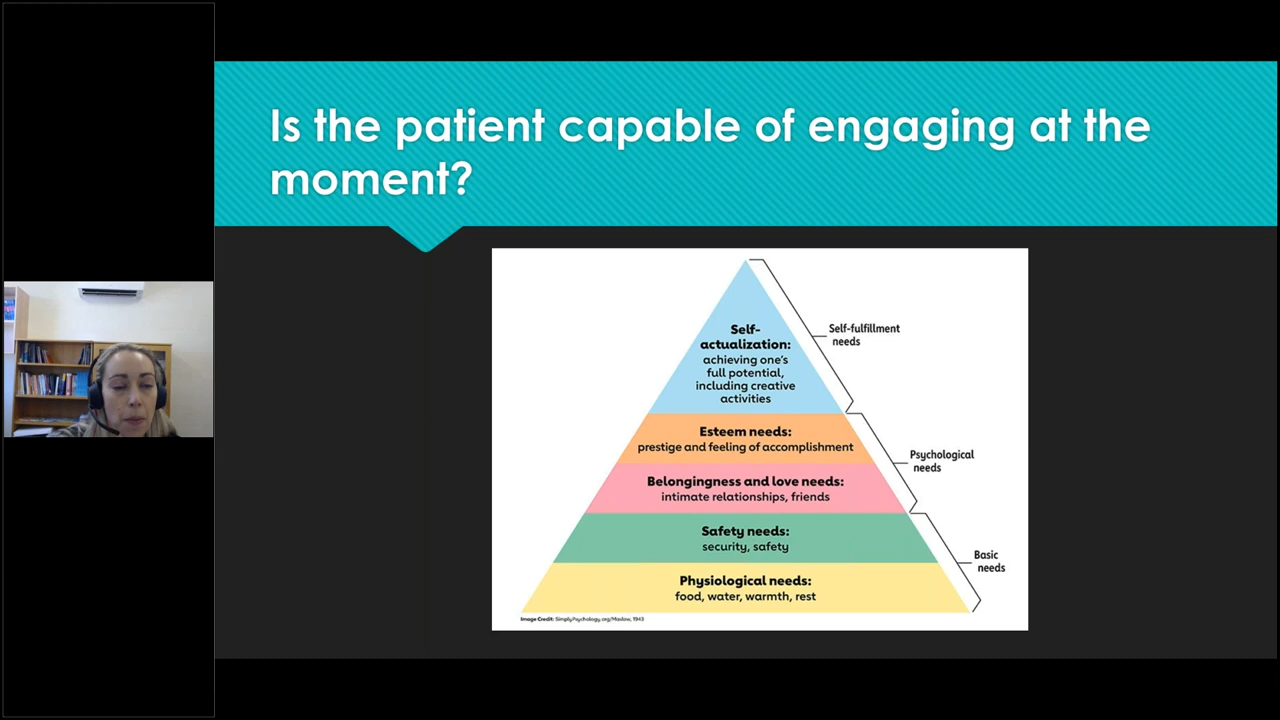 Is the patient capable of engaging at the
moment?
Self-
actualization:
achieving one's
full potential,
including creative
activities
Self-fulfillment
needs
Esteem needs:
prestige and feeling of accomplishment
Psychological
needs
Belongingness and love needs:
intimate relationships, friends
Safety needs:
security, safety
Basic
needs
Physiological needs:
food, water, warmth, rest
Image Credit: SimplyPsychology.org/Maslow, 1943